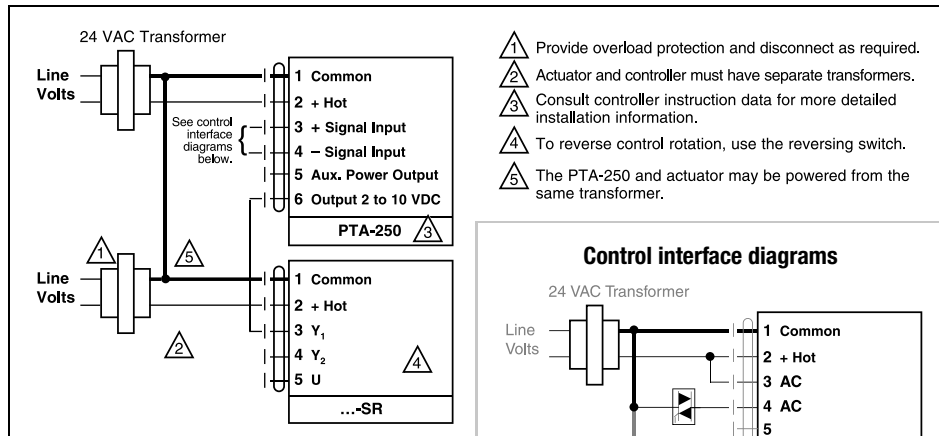 24 VAC Transformer
Line
Volts
1 Common
2 + Hot
See control
interface
diagrams
below.
3 + Signal Input
4 – Signal Input
5 Aux. Power Output
6 Output 2 to 10 VDC
PTA-250
3
1
5
Line
Volts
2
1 Common
2 + Hot
3 Y1
4 Y2
5 U
4
...-SR
1 Provide overload protection and disconnect as required.
2 Actuator and controller must have separate transformers.
3 Consult controller instruction data for more detailed
installation information.
4 To reverse control rotation, use the reversing switch.
5 The PTA-250 and actuator may be powered from the
same transformer.
Control interface diagrams
24 VAC Transformer
Line
Volts
1 Common
2 + Hot
3 AC
4 AC
5